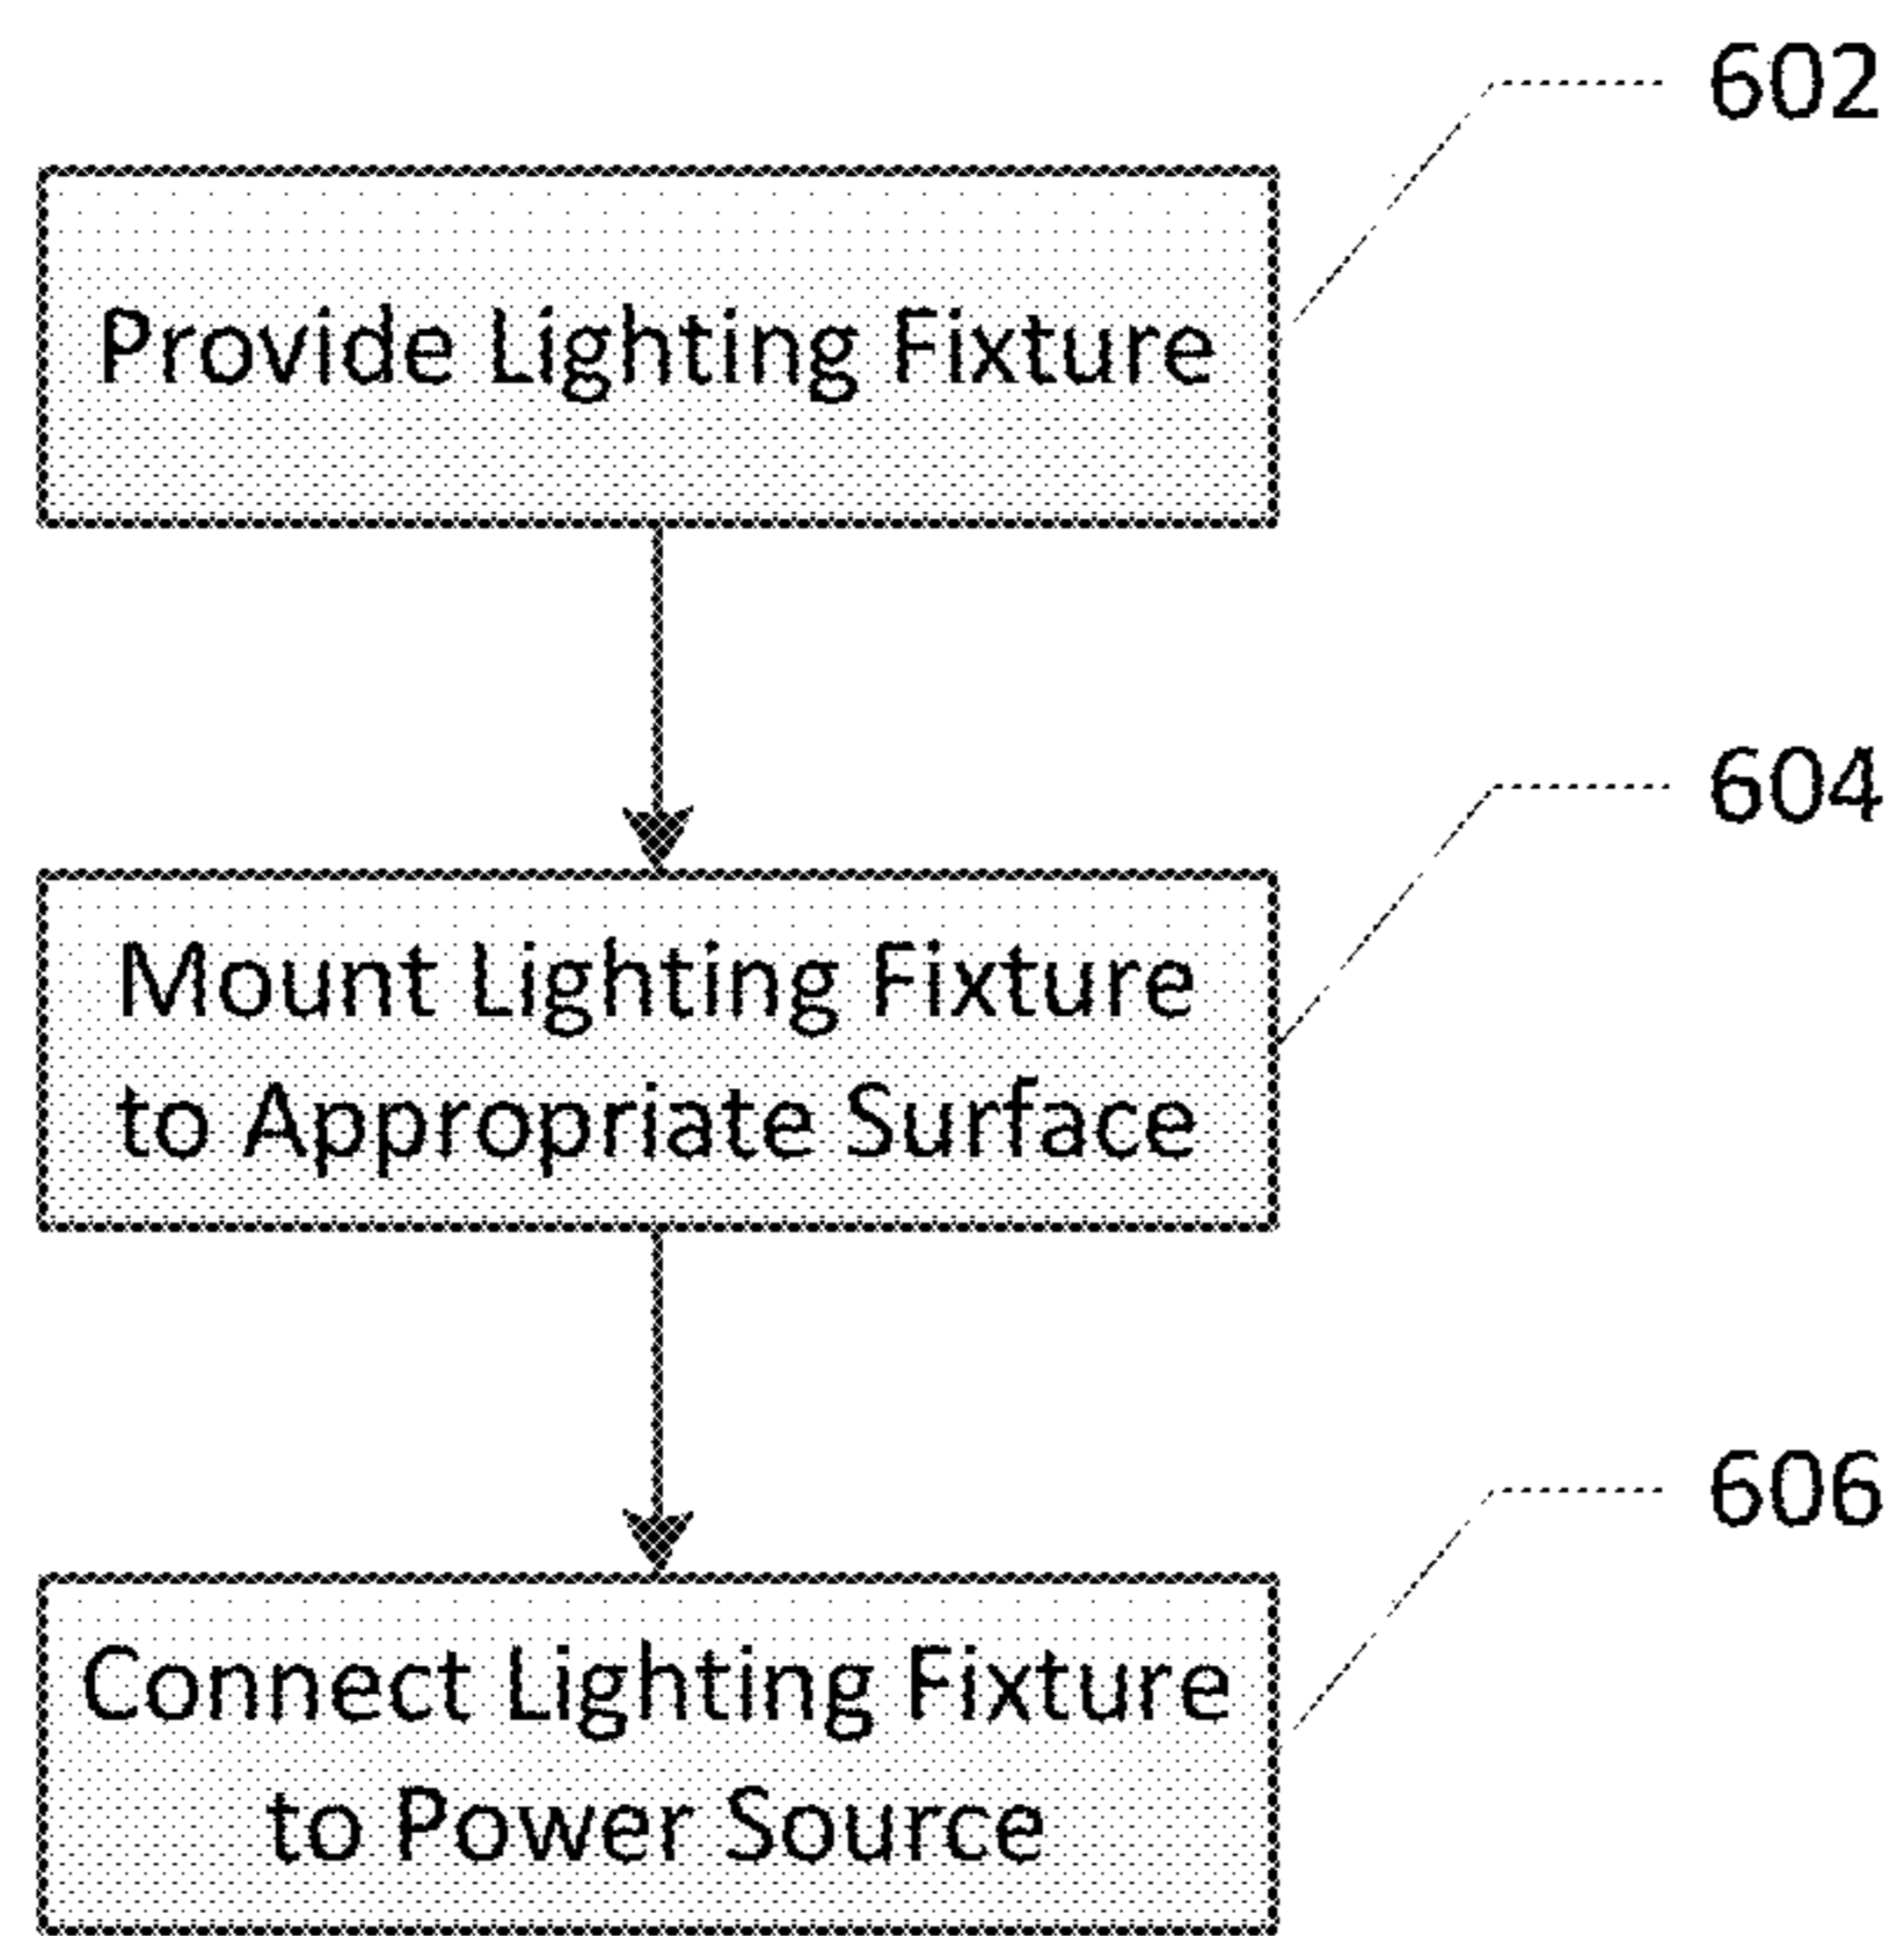 602
Provide Lighting Fixture
604
Mount Lighting Fixture
to Appropriate Surface
606
Connect Lighting Fixture
to Power Source